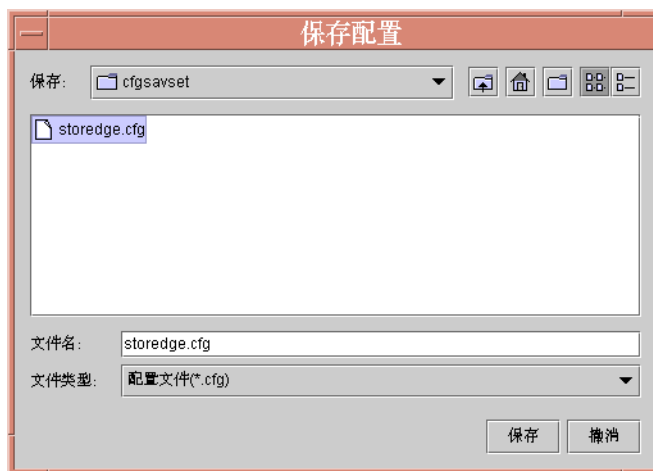 保存配置
保存: cfgsavset
storedge.cfg
文件名: storedge.cfg
文件类型: 配置文件(*.cfg)
保存 撤消